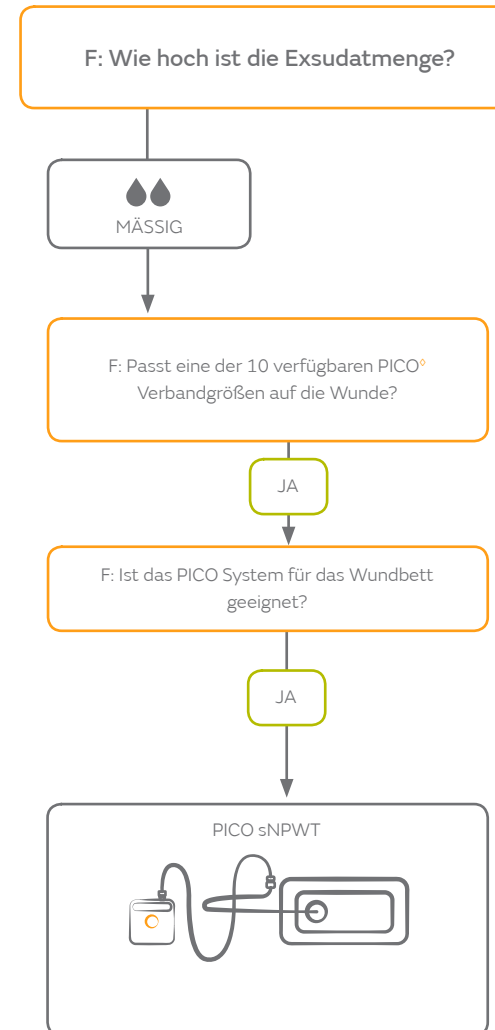 F: Wie hoch ist die Exsudatmenge?
MÄSSIG
F: Passt eine der 10 verfügbaren PICO◊
Verbandgrößen auf die Wunde?
JA
F: Ist das PICO System für das Wundbett
geeignet?
JA
PICO sNPWT